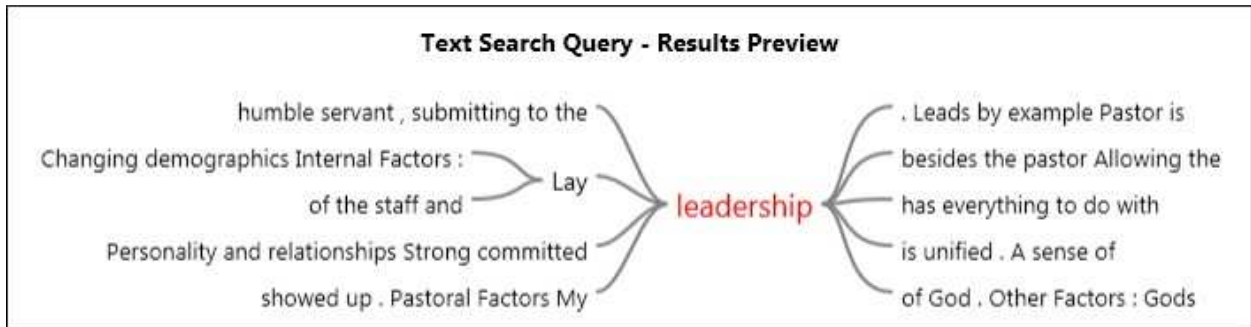 Text Search Query - Results Preview
humble servant , submitting to the
Changing demographics Internal Factors :
of the staff and
Lay
Personality and relationships Strong committed
showed up . Pastoral Factors My
leadership
. Leads by example Pastor is
besides the pastor Allowing the
has everything to do with
is unified . A sense of
of God . Other Factors : Gods